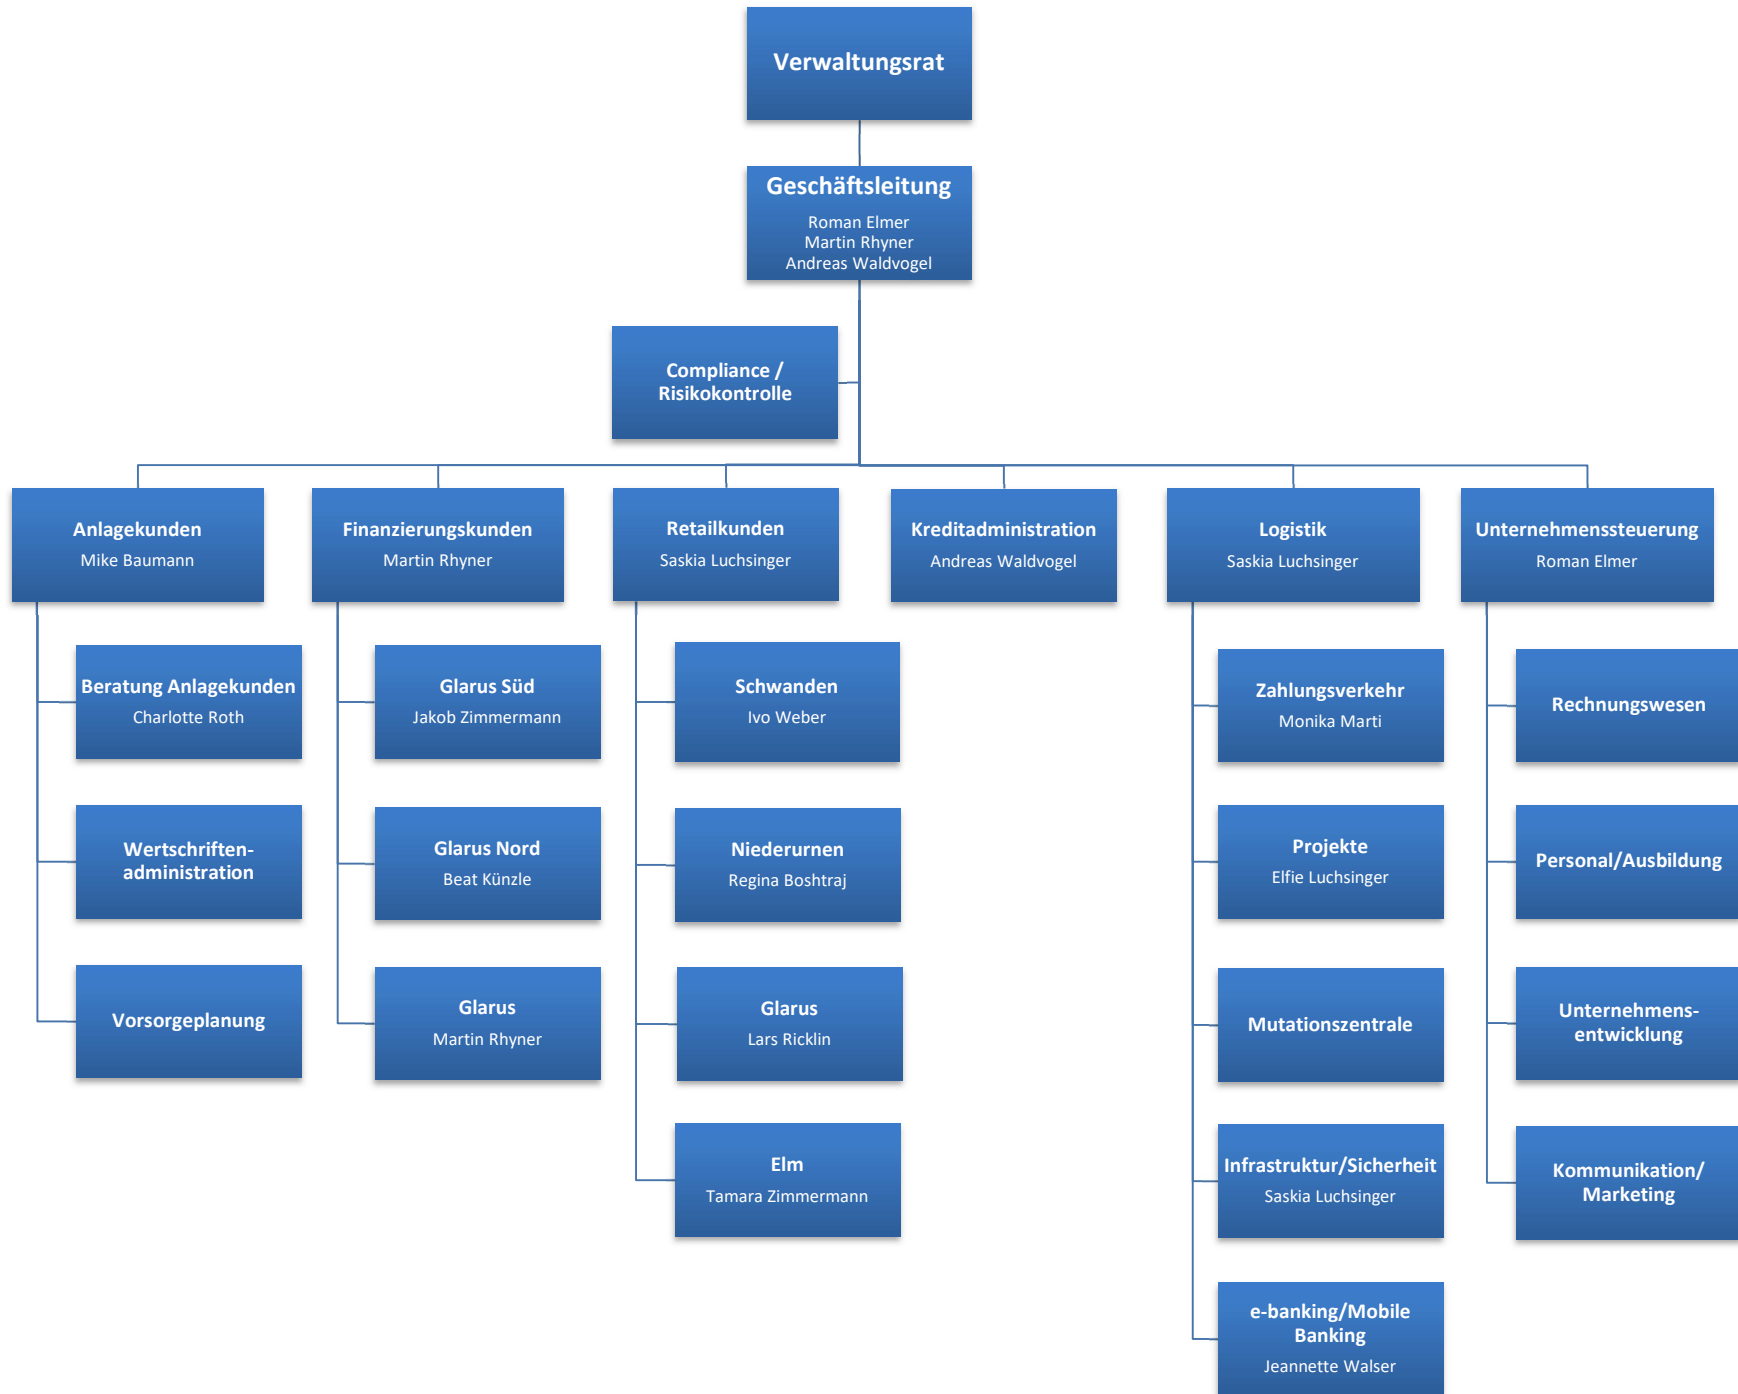 Verwaltungsrat
Geschäftsleitung
Roman Elmer
Martin Rhyner
Andreas Waldvogel
Compliance /
Risikokontrolle
Anlagekunden
Mike Baumann
Finanzierungskunden
Martin Rhyner
Retailkunden
Saskia Luchsinger
Kreditadministration
Andreas Waldvogel
Logistik
Saskia Luchsinger
Unternehmenssteuerung
Roman Elmer
Beratung Anlagekunden
Charlotte Roth
Wertschriften-
administration
Vorsorgeplanung
Glarus Süd
Jakob Zimmermann
Glarus Nord
Beat Künzle
Glarus
Martin Rhyner
Schwanden
Ivo Weber
Niederurnen
Regina Boshtraj
Glarus
Lars Ricklin
Elm
Tamara Zimmermann
Zahlungsverkehr
Monika Marti
Projekte
Elfie Luchsinger
Mutationszentrale
Infrastruktur/Sicherheit
Saskia Luchsinger
e-banking/Mobile
Banking
Jeannette Walser
Rechnungswesen
Personal/Ausbildung
Unternehmens-
entwicklung
Kommunikation/
Marketing